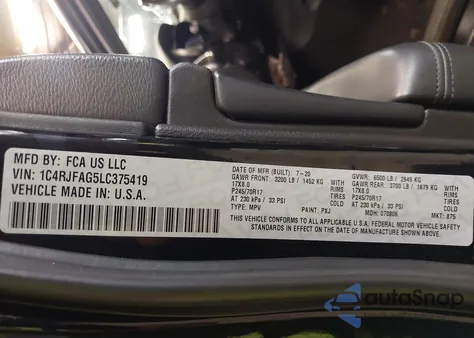 MFD BY: FCA US LLC
DATE OF MFR (BUILT): 7-20
GVWR: 6500 LB / 2949 KG
VIN: 1C4RJFAG5LC375419
GAWR FRONT: 3200 LB / 1452 KG
WITH
GAWR REAR: 3700 LB / 1679 KG
WITH
VEHICLE MADE IN U.S.A.
17X8.0
RIMS
17X8.0
RIMS
P245/70R17
TIRES
P245/70R17
TIRES
AT 230 kPa / 33 PSI
COLD
AT 230 kPa / 33 PSI
COLD
TYPE: MPV
PAINT: PXJ
MDH: 070806
MKT: 875
THIS VEHICLE CONFORMS TO ALL APPLICABLE U.S.A. FEDERAL MOTOR VEHICLE SAFETY
STANDARDS IN EFFECT ON THE DATE OF MANUFACTURE SHOWN ABOVE.
autoSnap